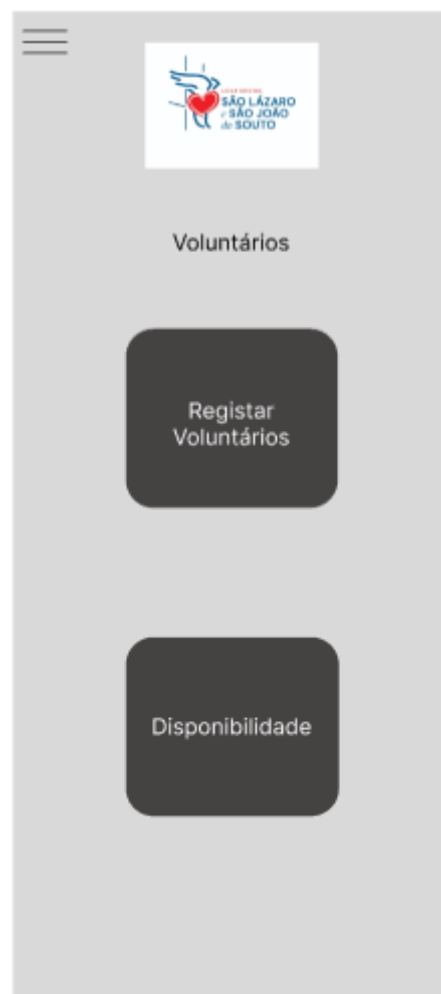 SÃO LÁZARO
e SÃO JOÃO
do SOUTO
Voluntários
Registar
Voluntários
Disponibilidade